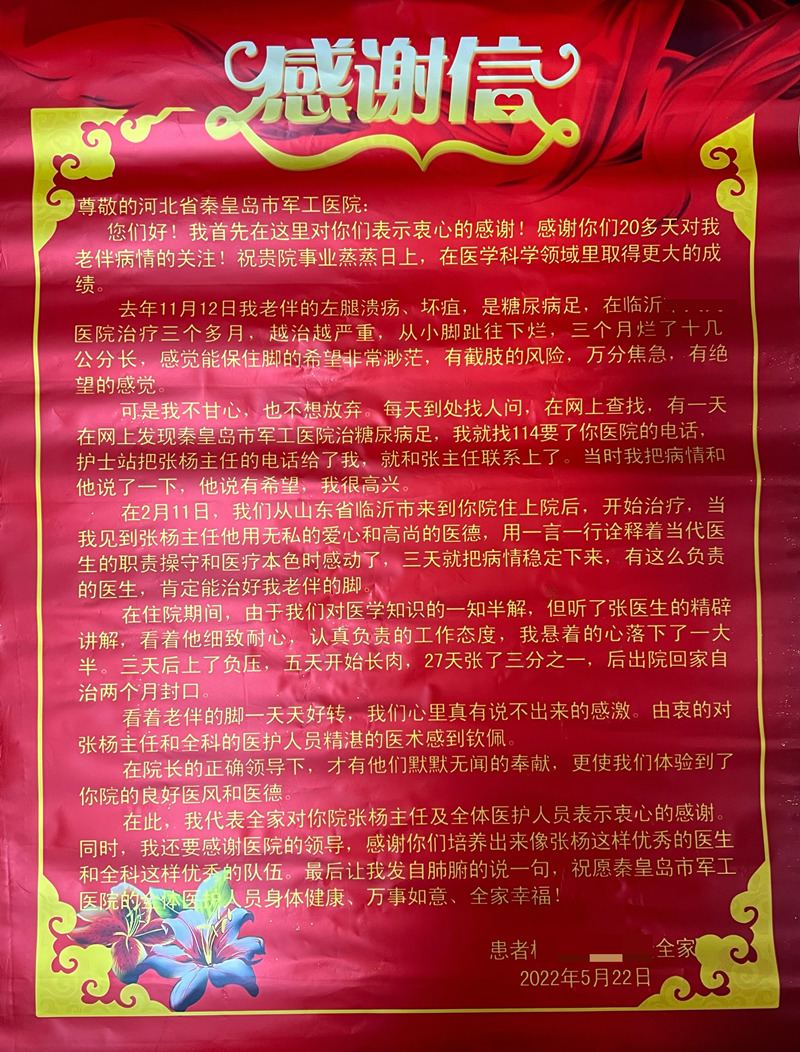 感谢信
尊敬的河北省秦皇岛市军工医院：
您们好！我首先在这里对你们表示衷心的感谢！感谢你们20多天对我
老伴病情的关注！祝贵院事业蒸蒸日上，在医学科学领域里取得更大的成
绩。
去年11月12日我老伴的左腿溃疡、坏疽，是糖尿病足，在临沂
医院治疗三个多月，越治越严重，从小脚趾往下烂，三个月烂了十几
公分长，感觉能保住脚的希望非常渺茫，有截肢的风险，万分焦急，有绝
望的感觉。
可是我不甘心，也不想放弃。每天到处找人问，在网上查找，有一天
在网上发现秦皇岛市军工医院治糖尿病足，我就找114要了你医院的电话，
护士站把张杨主任的电话给了我，就和张主任联系上了。当时我把病情和
他说了一下，他说有希望，我很高兴。
在2月11日，我们从山东省临沂市来到你院住上院后，开始治疗，当
我见到张杨主任他用无私的爱心和高尚的医德，用一言一行诠释着当代医
生的职责操守和医疗本色时感动了，三天就把病情稳定下来，有这么负责
的医生，肯定能治好我老伴的脚。
在住院期间，由于我们对医学知识的一知半解，但听了张医生的精辟
讲解，看着他细致耐心，认真负责的工作态度，我悬着的心落下了一大
半。三天后上了负压，五天开始长肉，27天张了三分之一，后出院回家自
治两个月封口。
看着老伴的脚一天天好转，我们心里真有说不出来的感激。由衷的对
张杨主任和全科的医护人员精湛的医术感到钦佩。
在院长的正确领导下，才有他们默默无闻的奉献，更使我们体验到了
你院的良好医风和医德。
在此，我代表全家对你院张杨主任及全体医护人员表示衷心的感谢。
同时，我还要感谢医院的领导，感谢你们培养出来像张杨这样优秀的医生
和全科这样优秀的队伍。最后让我发自肺腑的说一句，祝愿秦皇岛市军工
医院的全体医护人员身体健康、万事如意、全家幸福！
患者 全家
2022年5月22日